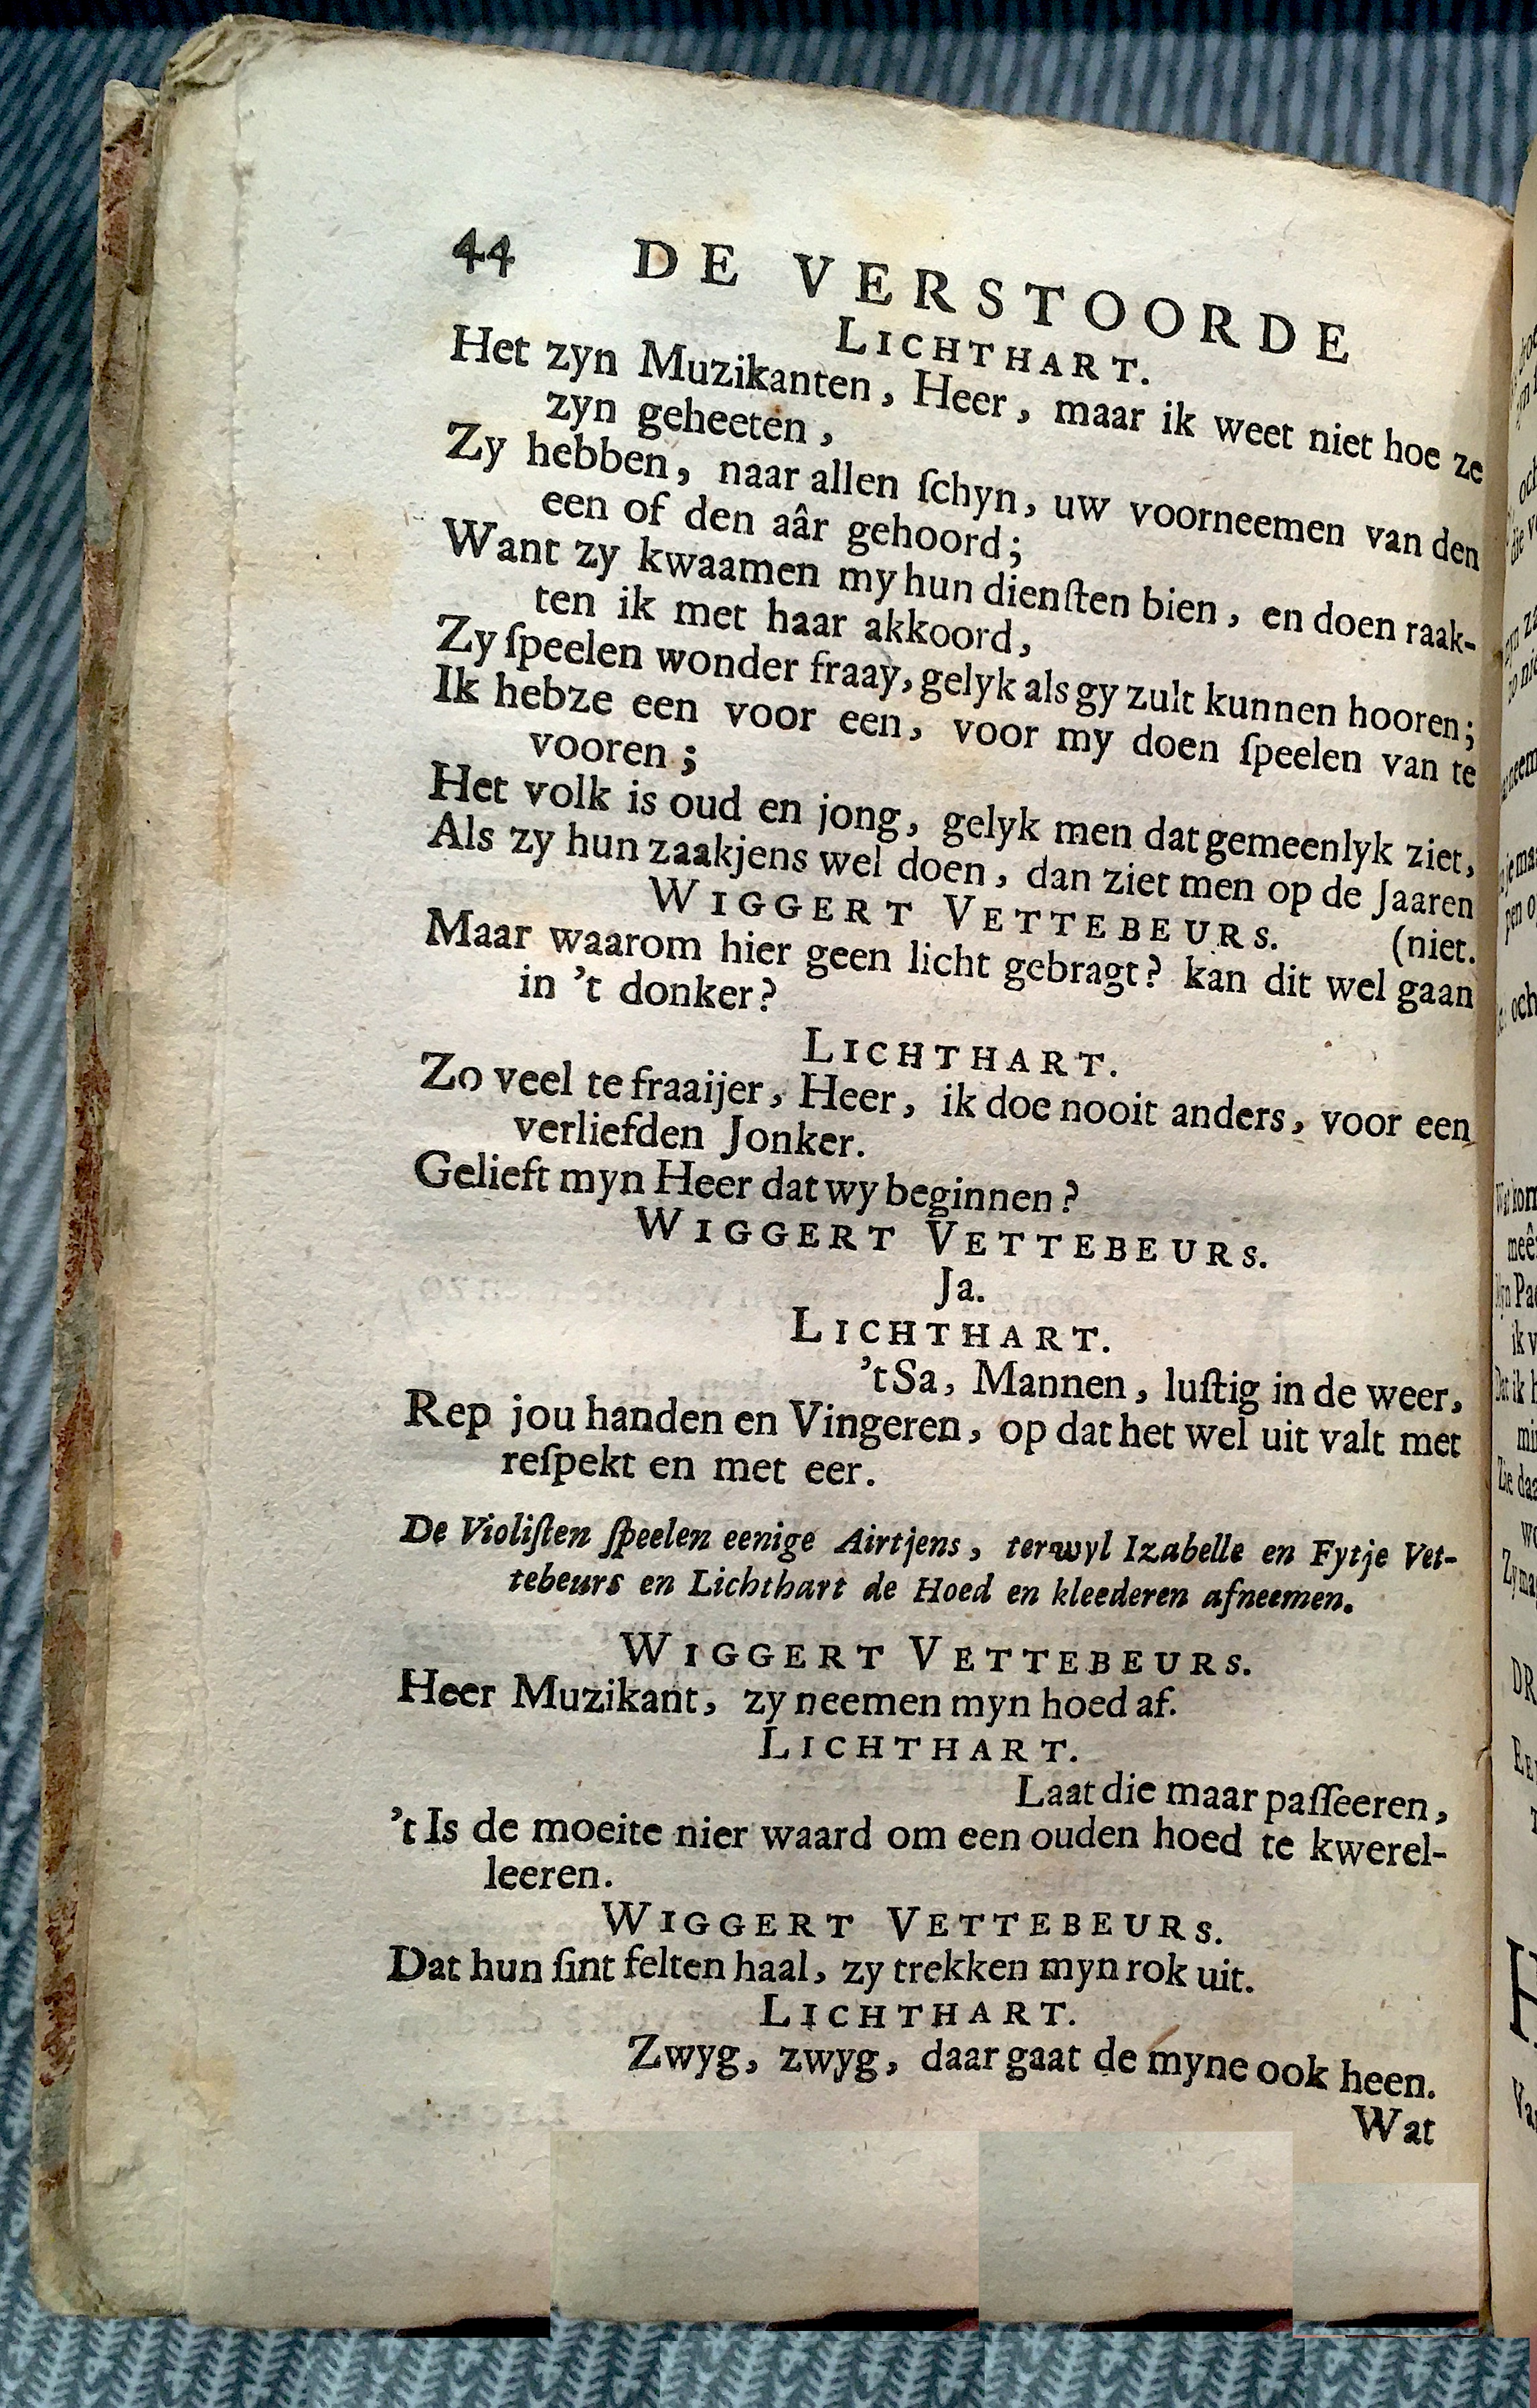 44 DE VERSTOORDE
LICHTHART.
Het zyn Muzikanten, Heer, maar ik weet niet hoe ze
zyn geheeten,
Zy hebben, naar allen ſchyn, uw voorneemen van den
een of den aâr gehoord;
Want zy kwaamen my hun dienſten bien, en doen raak-
ten ik met haar akkoord,
Zy ſpeelen wonder fraay, gelyk als gy zult kunnen hooren;
Ik hebze een voor een, voor my doen ſpeelen van te
vooren;
Het volk is oud en jong, gelyk men dat gemeenlyk ziet,
Als zy hun zaakjens wel doen, dan ziet men op de Jaaren
WIGGERT VETTEBEURS. (niet.
Maar waarom hier geen licht gebragt? kan dit wel gaan
in 't donker?
LICHTHART.
Zo veel te fraaijer, Heer, ik doe nooit anders, voor een
verliefden Jonker.
Gelieft myn Heer dat wy beginnen?
WIGGERT VETTEBEURS.
Ja.
LICHTHART.
't Sa, Mannen, luſtig in de weer,
Rep jou handen en Vingeren, op dat het wel uit valt met
reſpekt en met eer.
De Violiſten ſpeelen eenige Airtjens, terwyl Izabelle en Fytje Vet-
tebeurs en Lichthart de Hoed en kleederen afneemen.
WIGGERT VETTEBEURS.
Heer Muzikant, zy neemen myn hoed af.
LICHTHART.
Laat die maar paſſeeren,
't Is de moeite nier waard om een ouden hoed te kwerel-
leeren.
WIGGERT VETTEBEURS.
Dat hun ſint felten haal, zy trekken myn rok uit.
LICHTHART.
Zwyg, zwyg, daar gaat de myne ook heen.
Wat